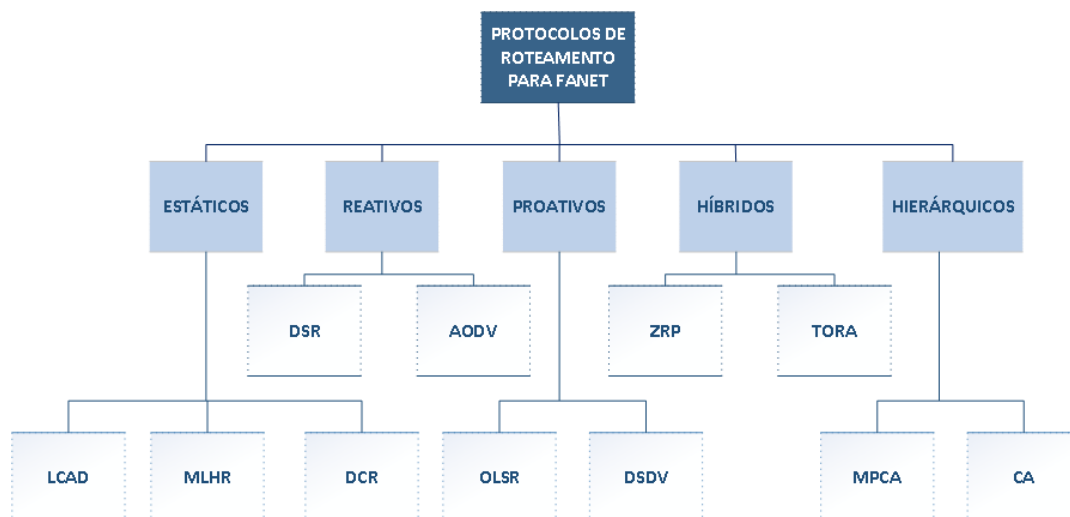 PROTOCOLOS DE
ROTEAMENTO
PARA FANET
ESTÁTICOS
REATIVOS
PROATIVOS
HÍBRIDOS
HIERÁRQUICOS
DSR
AODV
ZRP
TORA
LCAD
MLHR
DCR
OLSR
DSDV
MPCA
CA